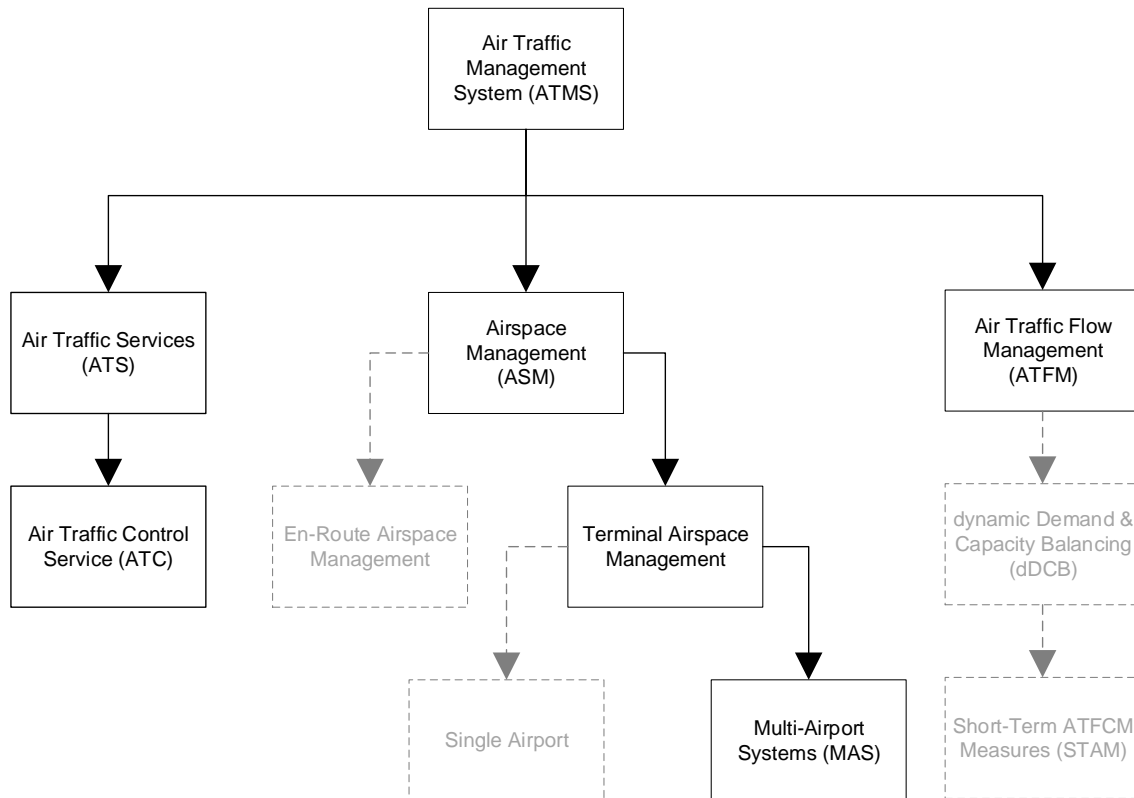 Air Traffic
Management
System (ATMS)
Air Traffic Services
(ATS)
Airspace
Management
(ASM)
Air Traffic Flow
Management
(ATFM)
Air Traffic Control
Service (ATC)
En-Route Airspace
Management
Terminal Airspace
Management
dynamic Demand &
Capacity Balancing
(dDCB)
Single Airport
Multi-Airport
Systems (MAS)
Short-Term ATFCM
Measures (STAM)